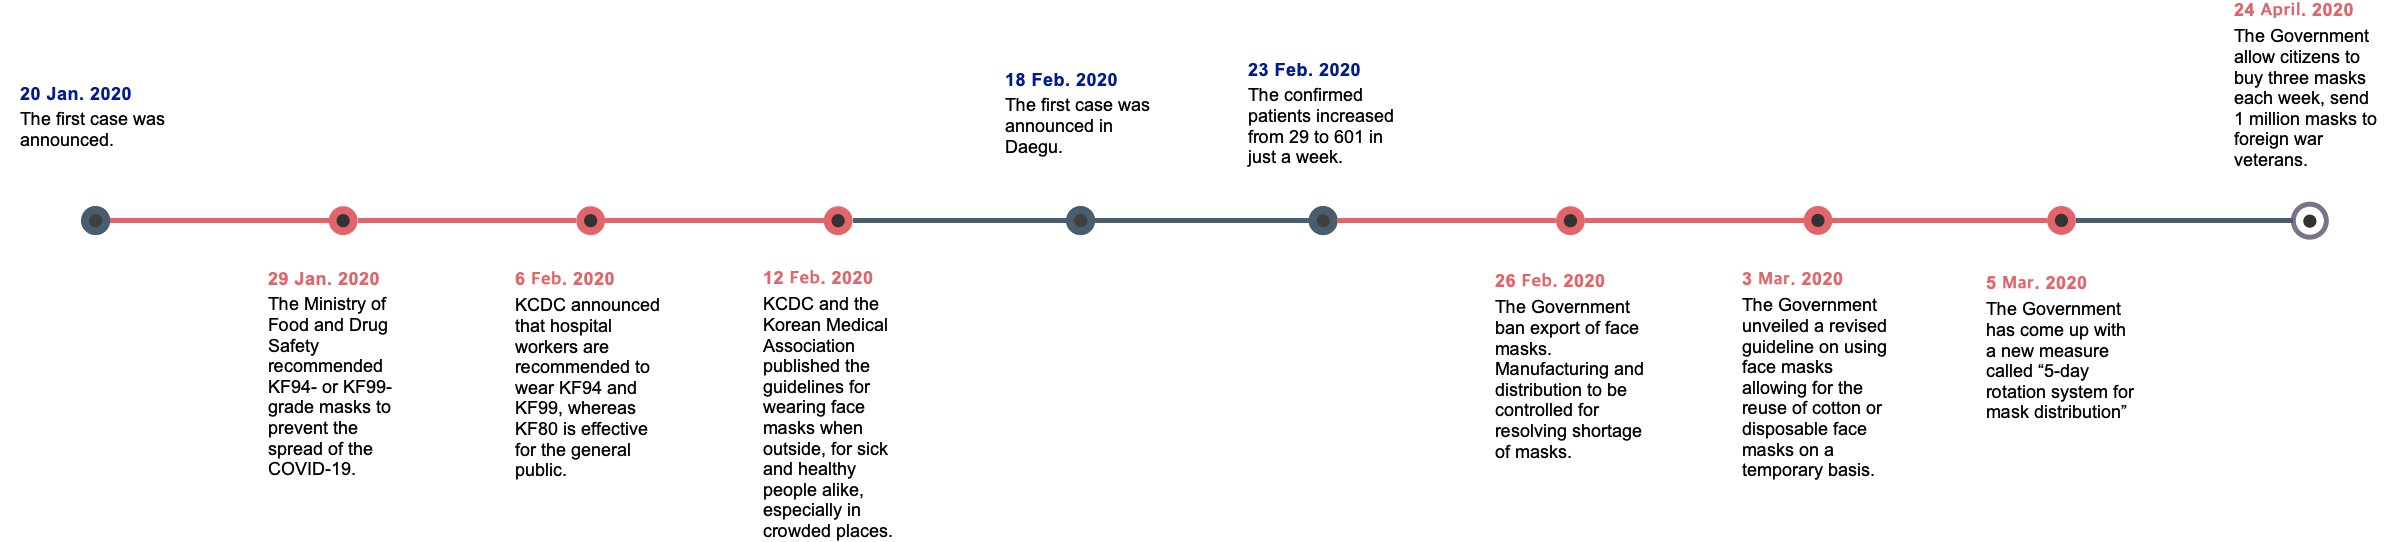 20 Jan. 2020
The first case was
announced.
29 Jan. 2020
The Ministry of
Food and Drug
Safety
recommended
KF94- or KF99-
grade masks to
prevent the
spread of the
COVID-19.
6 Feb. 2020
KCDC announced
that hospital
workers are
recommended to
wear KF94 and
KF99, whereas
KF80 is effective
for the general
public.
12 Feb. 2020
KCDC and the
Korean Medical
Association
published the
guidelines for
wearing face
masks when
outside, for sick
and healthy
people alike,
especially in
crowded places.
18 Feb. 2020
The first case was
announced in
Daegu.
23 Feb. 2020
The confirmed
patients increased
from 29 to 601 in
just a week.
26 Feb. 2020
The Government
ban export of face
masks.
Manufacturing and
distribution to be
controlled for
resolving shortage
of masks.
3 Mar. 2020
The Government
unveiled a revised
guideline on using
face masks
allowing for the
reuse of cotton or
disposable face
masks on a
temporary basis.
5 Mar. 2020
The Government
has come up with
a new measure
called “5-day
rotation system for
mask distribution”
24 April. 2020
The Government
allow citizens to
buy three masks
each week, send
1 million masks to
foreign war
veterans.